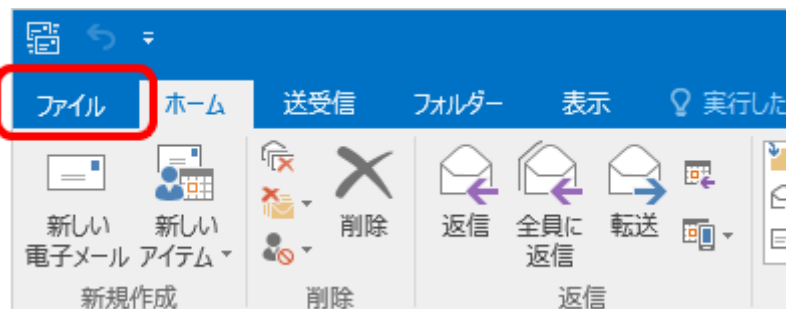 ファイル ホーム 送受信 フォルダー 表示 実行した
新しい 新しい 削除 返信 全員に 転送
電子メール アイテム 返信
新規作成 削除 返信